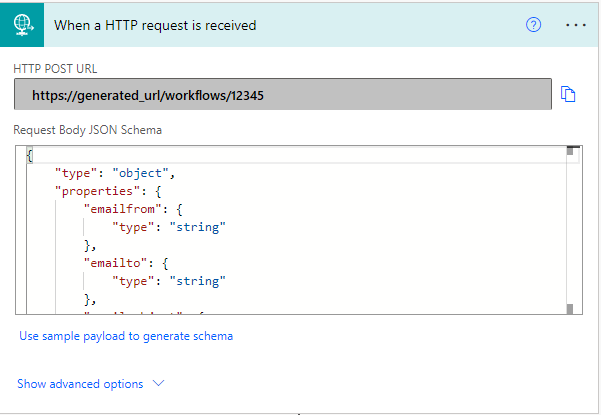 When a HTTP request is received
HTTP POST URL
https://generated_url/workflows/12345
Request Body JSON Schema
{
"type": "object",
"properties": {
"emailfrom": {
"type": "string"
},
"emailto": {
"type": "string"
},
Use sample payload to generate schema
Show advanced options